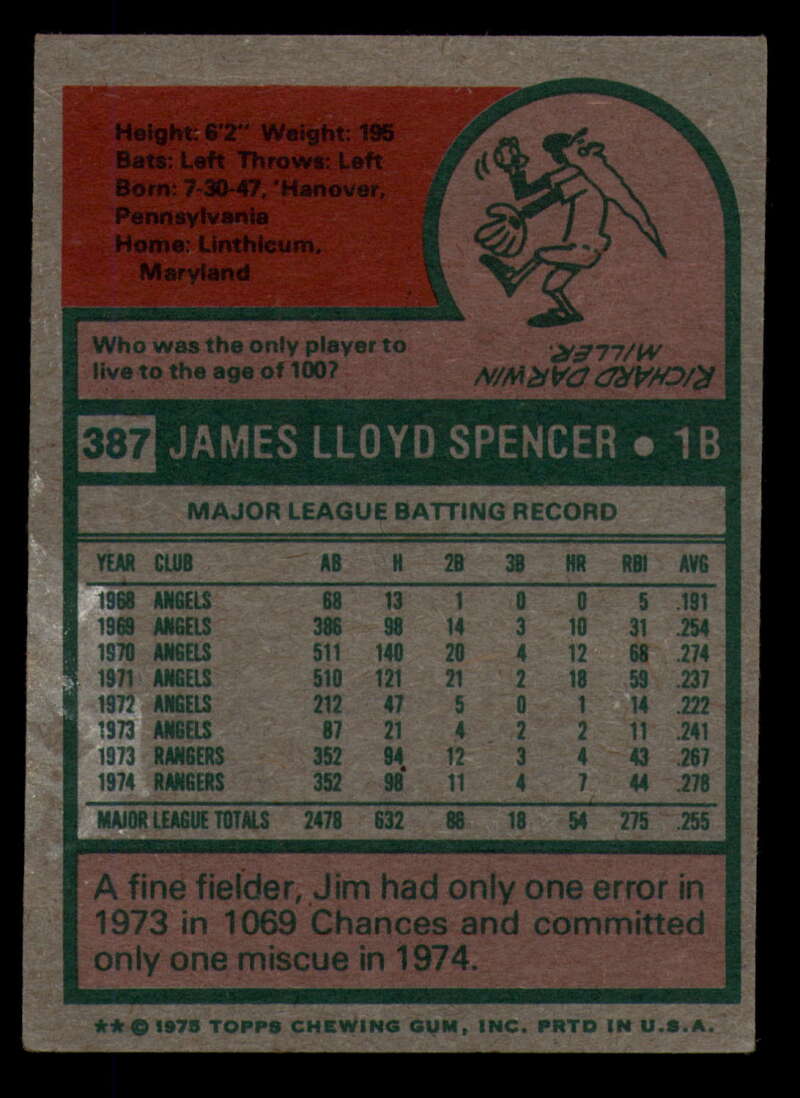 Height: 6'2" Weight: 195
Bats: Left Throws: Left
Born: 7-30-47, 'Hanover,
Pennsylvania
Home: Linthicum,
Maryland
Who was the only player to
live to the age of 100?
RICHARD DARWIN
MILLER.
387 JAMES LLOYD SPENCER • 1B
MAJOR LEAGUE BATTING RECORD
YEAR CLUB AB H 2B 3B HR RBI AVG
1968 ANGELS 68 13 1 0 0 5 .191
1969 ANGELS 386 98 14 3 10 31 .254
1970 ANGELS 511 140 20 4 12 68 .274
1971 ANGELS 510 121 21 2 18 59 .237
1972 ANGELS 212 47 5 0 1 14 .222
1973 ANGELS 87 21 4 2 2 11 .241
1973 RANGERS 352 94 12 3 4 43 .267
1974 RANGERS 352 98 11 4 7 44 .278
MAJOR LEAGUE TOTALS 2478 632 88 18 54 275 .255
A fine fielder, Jim had only one error in
1973 in 1069 Chances and committed
only one miscue in 1974.
** © 1975 TOPPS CHEWING GUM, INC. PRTD IN U.S.A.